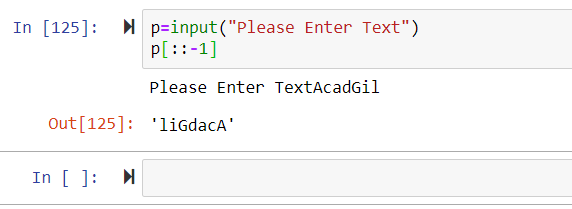 In [125]:
p=input("Please Enter Text")
p[::-1]
Please Enter TextAcadGil
Out[125]: 'liGdacA'
In [ ]: